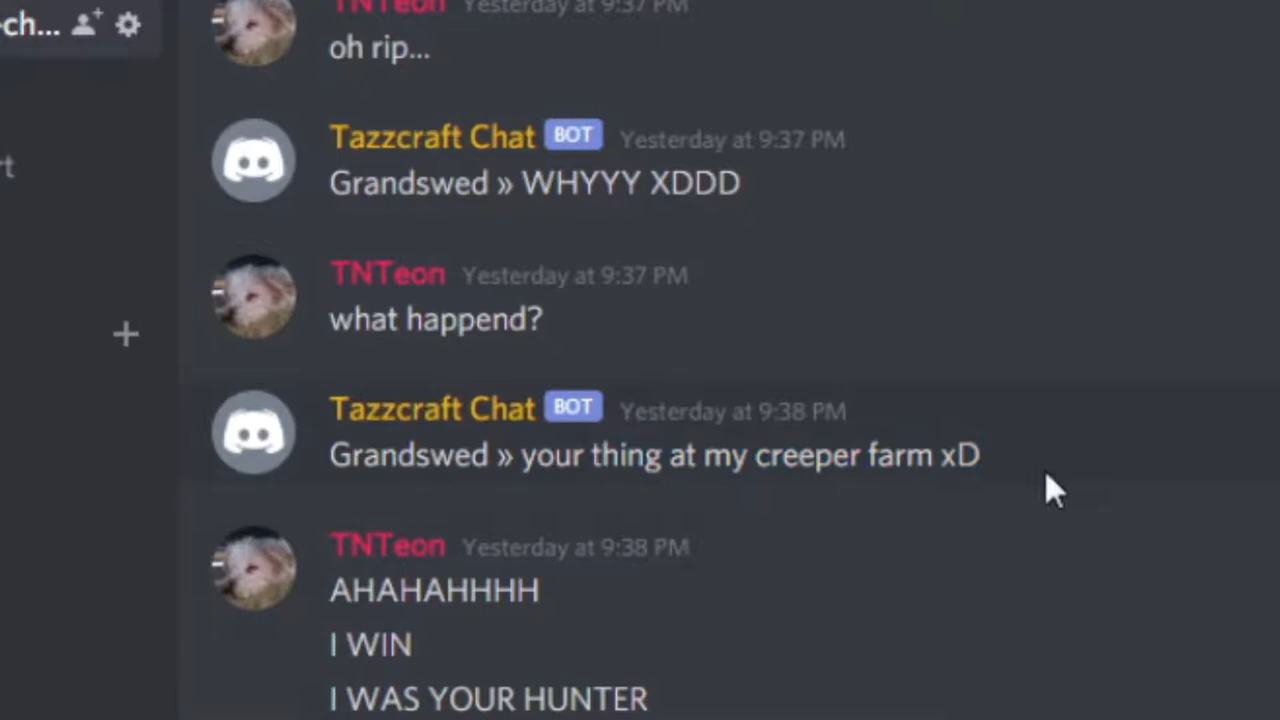 -ch...
TNTeon Yesterday at 9:37 PM
oh rip...
Tazzcraft Chat BOT Yesterday at 9:37 PM
Grandswed » WHYYY XDDD
TNTeon Yesterday at 9:37 PM
what happend?
Tazzcraft Chat BOT Yesterday at 9:38 PM
Grandswed » your thing at my creeper farm xD
TNTeon Yesterday at 9:38 PM
AHAHAHHHH
I WIN
I WAS YOUR HUNTER